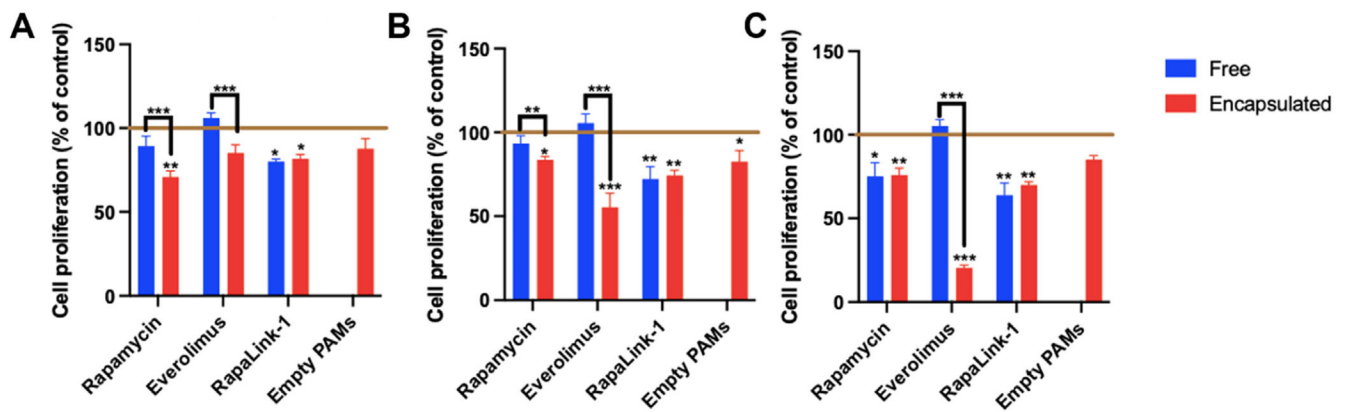 A
Cell proliferation (% of control)
150
100
50
0
***
**
***
*
*
Rapamycin
Everolimus
RapaLink-1
Empty PAMs
B
Cell proliferation (% of control)
150
100
50
0
**
*
***
***
**
**
*
Rapamycin
Everolimus
RapaLink-1
Empty PAMs
C
Cell proliferation (% of control)
150
100
50
0
*
**
***
***
**
**
Rapamycin
Everolimus
RapaLink-1
Empty PAMs
Free
Encapsulated